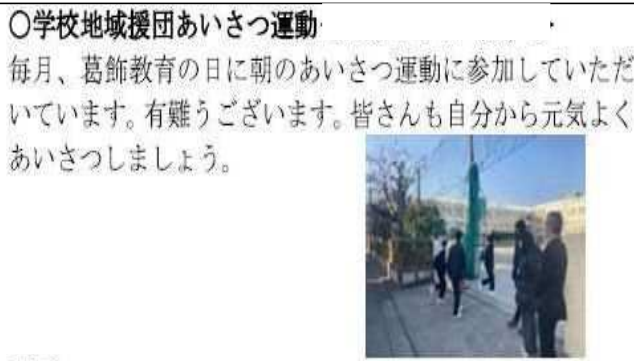 ○学校地域援団あいさつ運動
毎月、葛飾教育の日に朝のあいさつ運動に参加していただ
いています。有難うございます。皆さんも自分から元気よく
あいさつしましょう。